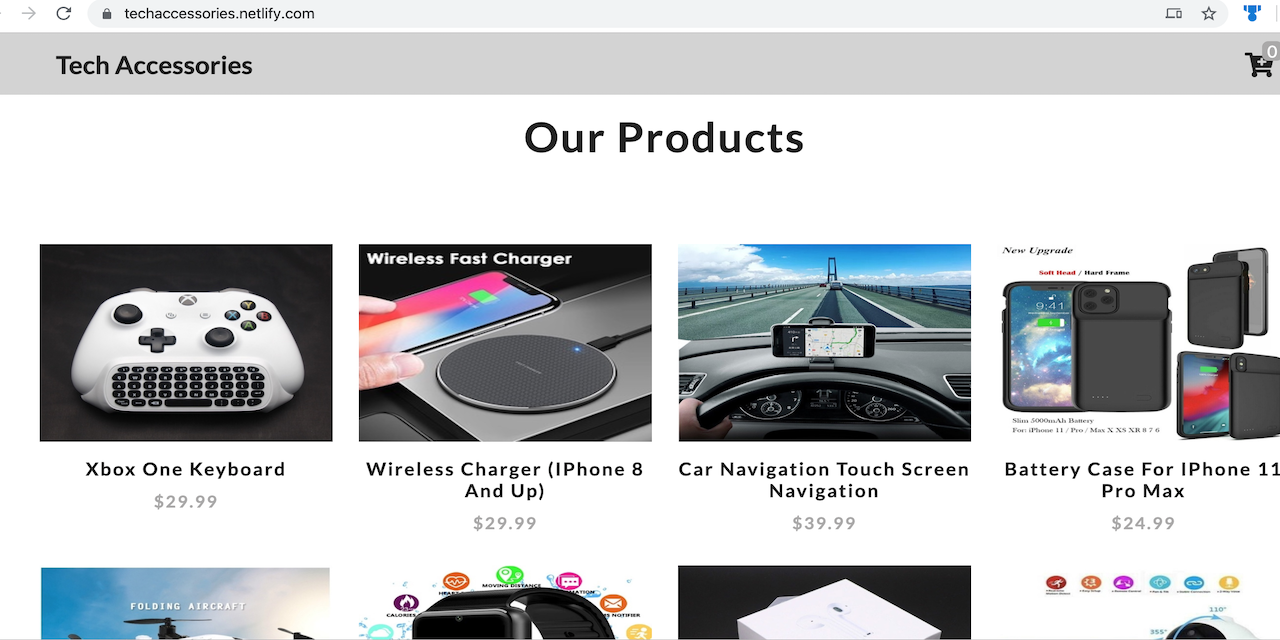 techaccessories.netlify.com
Tech Accessories
0
Our Products
Wireless Fast Charger
New Upgrade
Soft Head / Hard Frame
9:41
Slim 5000mAh Battery
For: iPhone 11 / Pro / Max X XS XR 8 7 6
Xbox One Keyboard
$29.99
Wireless Charger (IPhone 8
And Up)
$29.99
Car Navigation Touch Screen
Navigation
$39.99
Battery Case For IPhone 11
Pro Max
$24.99
FOLDING AIRCRAFT
MOVING DISTANCE
CALORIES
110°
355°